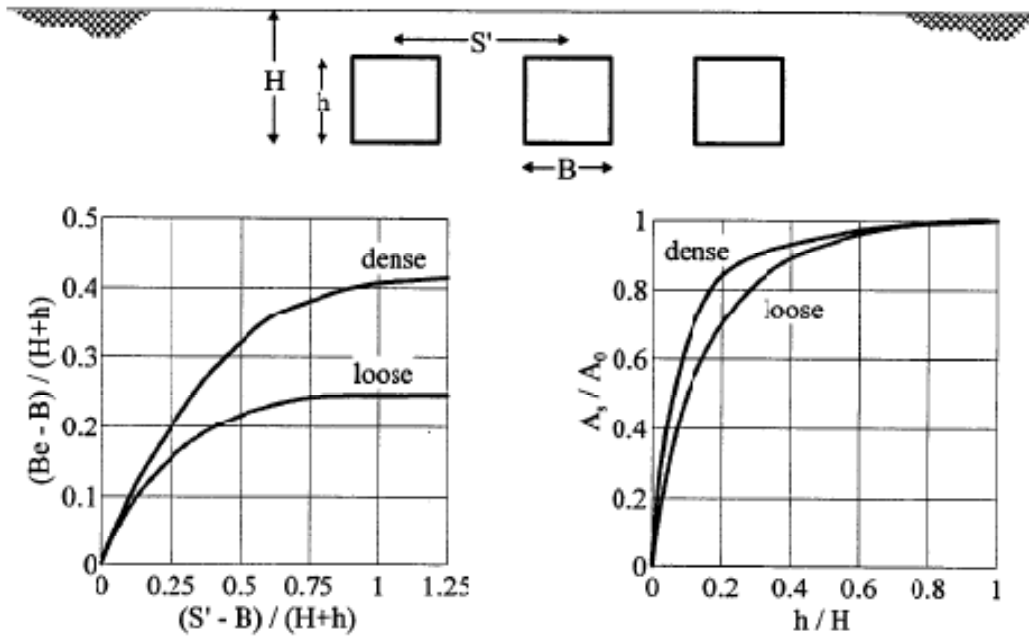 S'
H
h
B
0.5
0.4
0.3
0.2
0.1
0
dense
loose
(Be - B) / (H+h)
0 0.25 0.5 0.75 1 1.25
(S' - B) / (H+h)
1
0.8
0.6
0.4
0.2
0
dense
loose
A_s / A_0
0 0.2 0.4 0.6 0.8 1
h / H